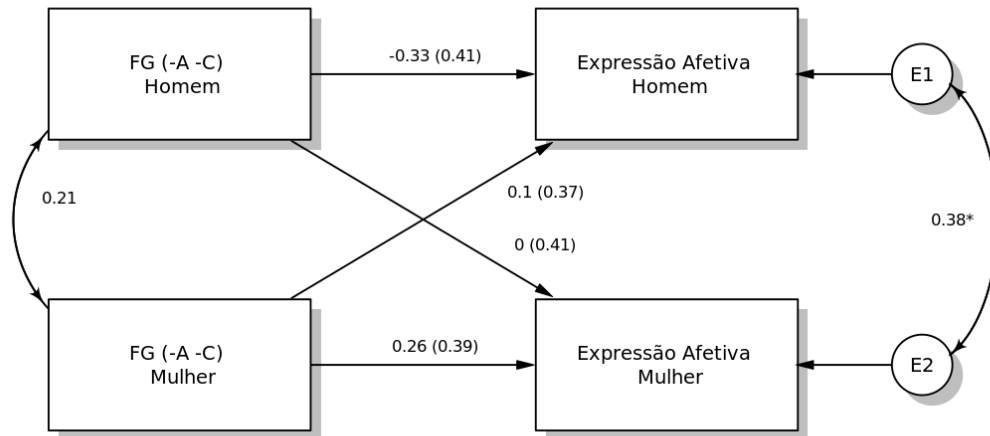 FG (-A -C)
Homem
-0.33 (0.41)
Expressão Afetiva
Homem
E1
0.21
0.1 (0.37)
0 (0.41)
0.38*
FG (-A -C)
Mulher
0.26 (0.39)
Expressão Afetiva
Mulher
E2